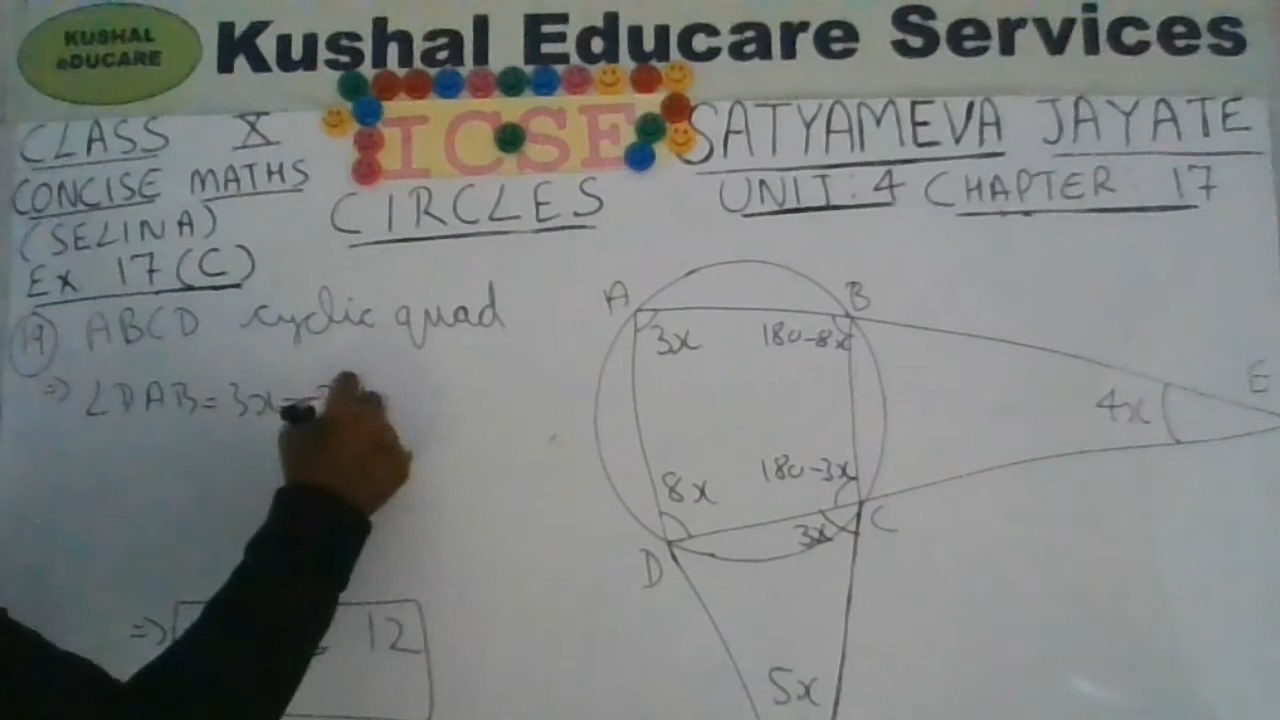 KUSHAL
eDUCARE
Kushal Educare Services
CLASS X
CONCISE MATHS
(SELINA)
Ex 17(C)
ICSE
CIRCLES
SATYAMEVA JAYATE
UNIT: 4 CHAPTER 17
19 ABCD cyclic quad
⇒ ∠DAB = 3x =
⇒ 12
A
B
3x
180-8x
E
4x
180-3x
8x
3x
C
D
5x